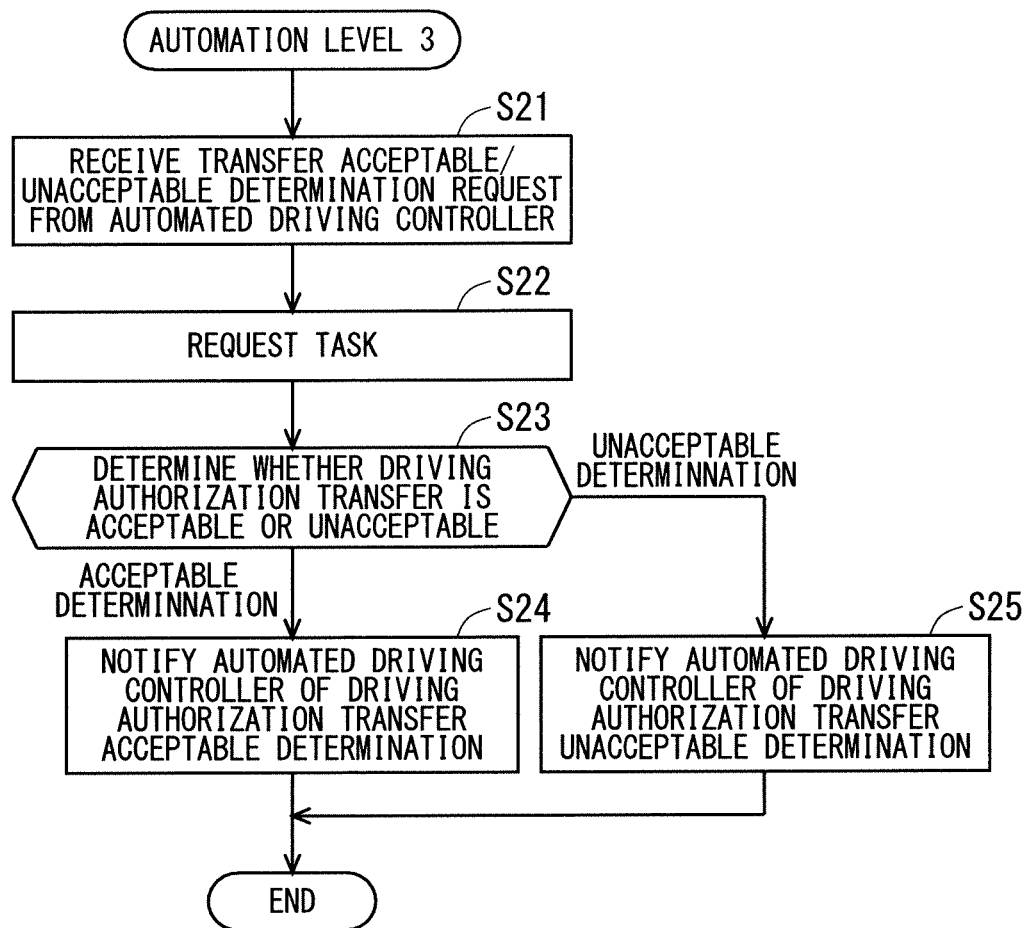 AUTOMATION LEVEL 3
S21
RECEIVE TRANSFER ACCEPTABLE/
UNACCEPTABLE DETERMINATION REQUEST
FROM AUTOMATED DRIVING CONTROLLER
S22
REQUEST TASK
S23
DETERMINE WHETHER DRIVING
AUTHORIZATION TRANSFER IS
ACCEPTABLE OR UNACCEPTABLE
UNACCEPTABLE
DETERMINNATION
ACCEPTABLE
DETERMINNATION
S24
NOTIFY AUTOMATED DRIVING
CONTROLLER OF DRIVING
AUTHORIZATION TRANSFER
ACCEPTABLE DETERMINATION
S25
NOTIFY AUTOMATED DRIVING
CONTROLLER OF DRIVING
AUTHORIZATION TRANSFER
UNACCEPTABLE DETERMINATION
END